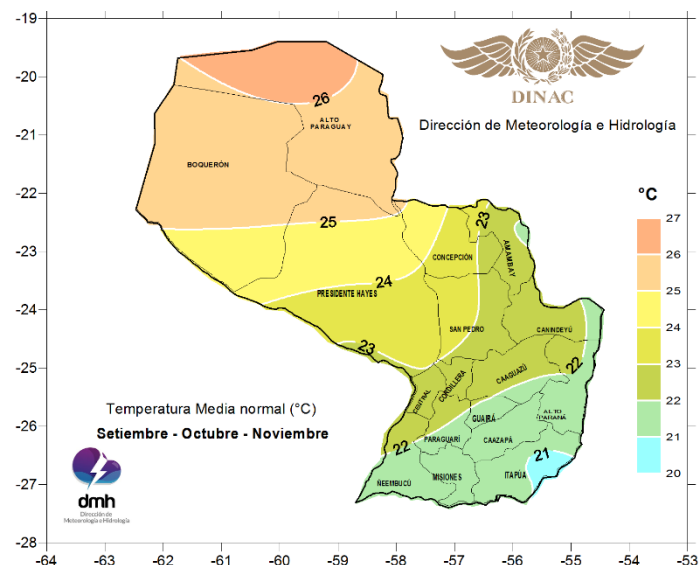 -19
-20
-21
-22
-23
-24
-25
-26
-27
-28
-64
-63
-62
-61
-60
-59
-58
-57
-56
-55
-54
-53
DINAC
Dirección de Meteorología e Hidrología
°C
27
26
25
24
23
22
21
20
26
ALTO
PARAGUAY
BOQUERÓN
25
23
CONCEPCIÓN
AMAMBAY
24
PRESIDENTE HAYES
23
SAN PEDRO
CANINDEYÚ
22
CAAGUAZÚ
CORDILLERA
CENTRAL
ALTO
PARANÁ
GUAIRÁ
22
PARAGUARÍ
CAAZAPÁ
21
ÑEEMBUCÚ
MISIONES
ITAPÚA
Temperatura Media normal (°C)
Setiembre - Octubre - Noviembre
dmh
Dirección de
Meteorología e Hidrología